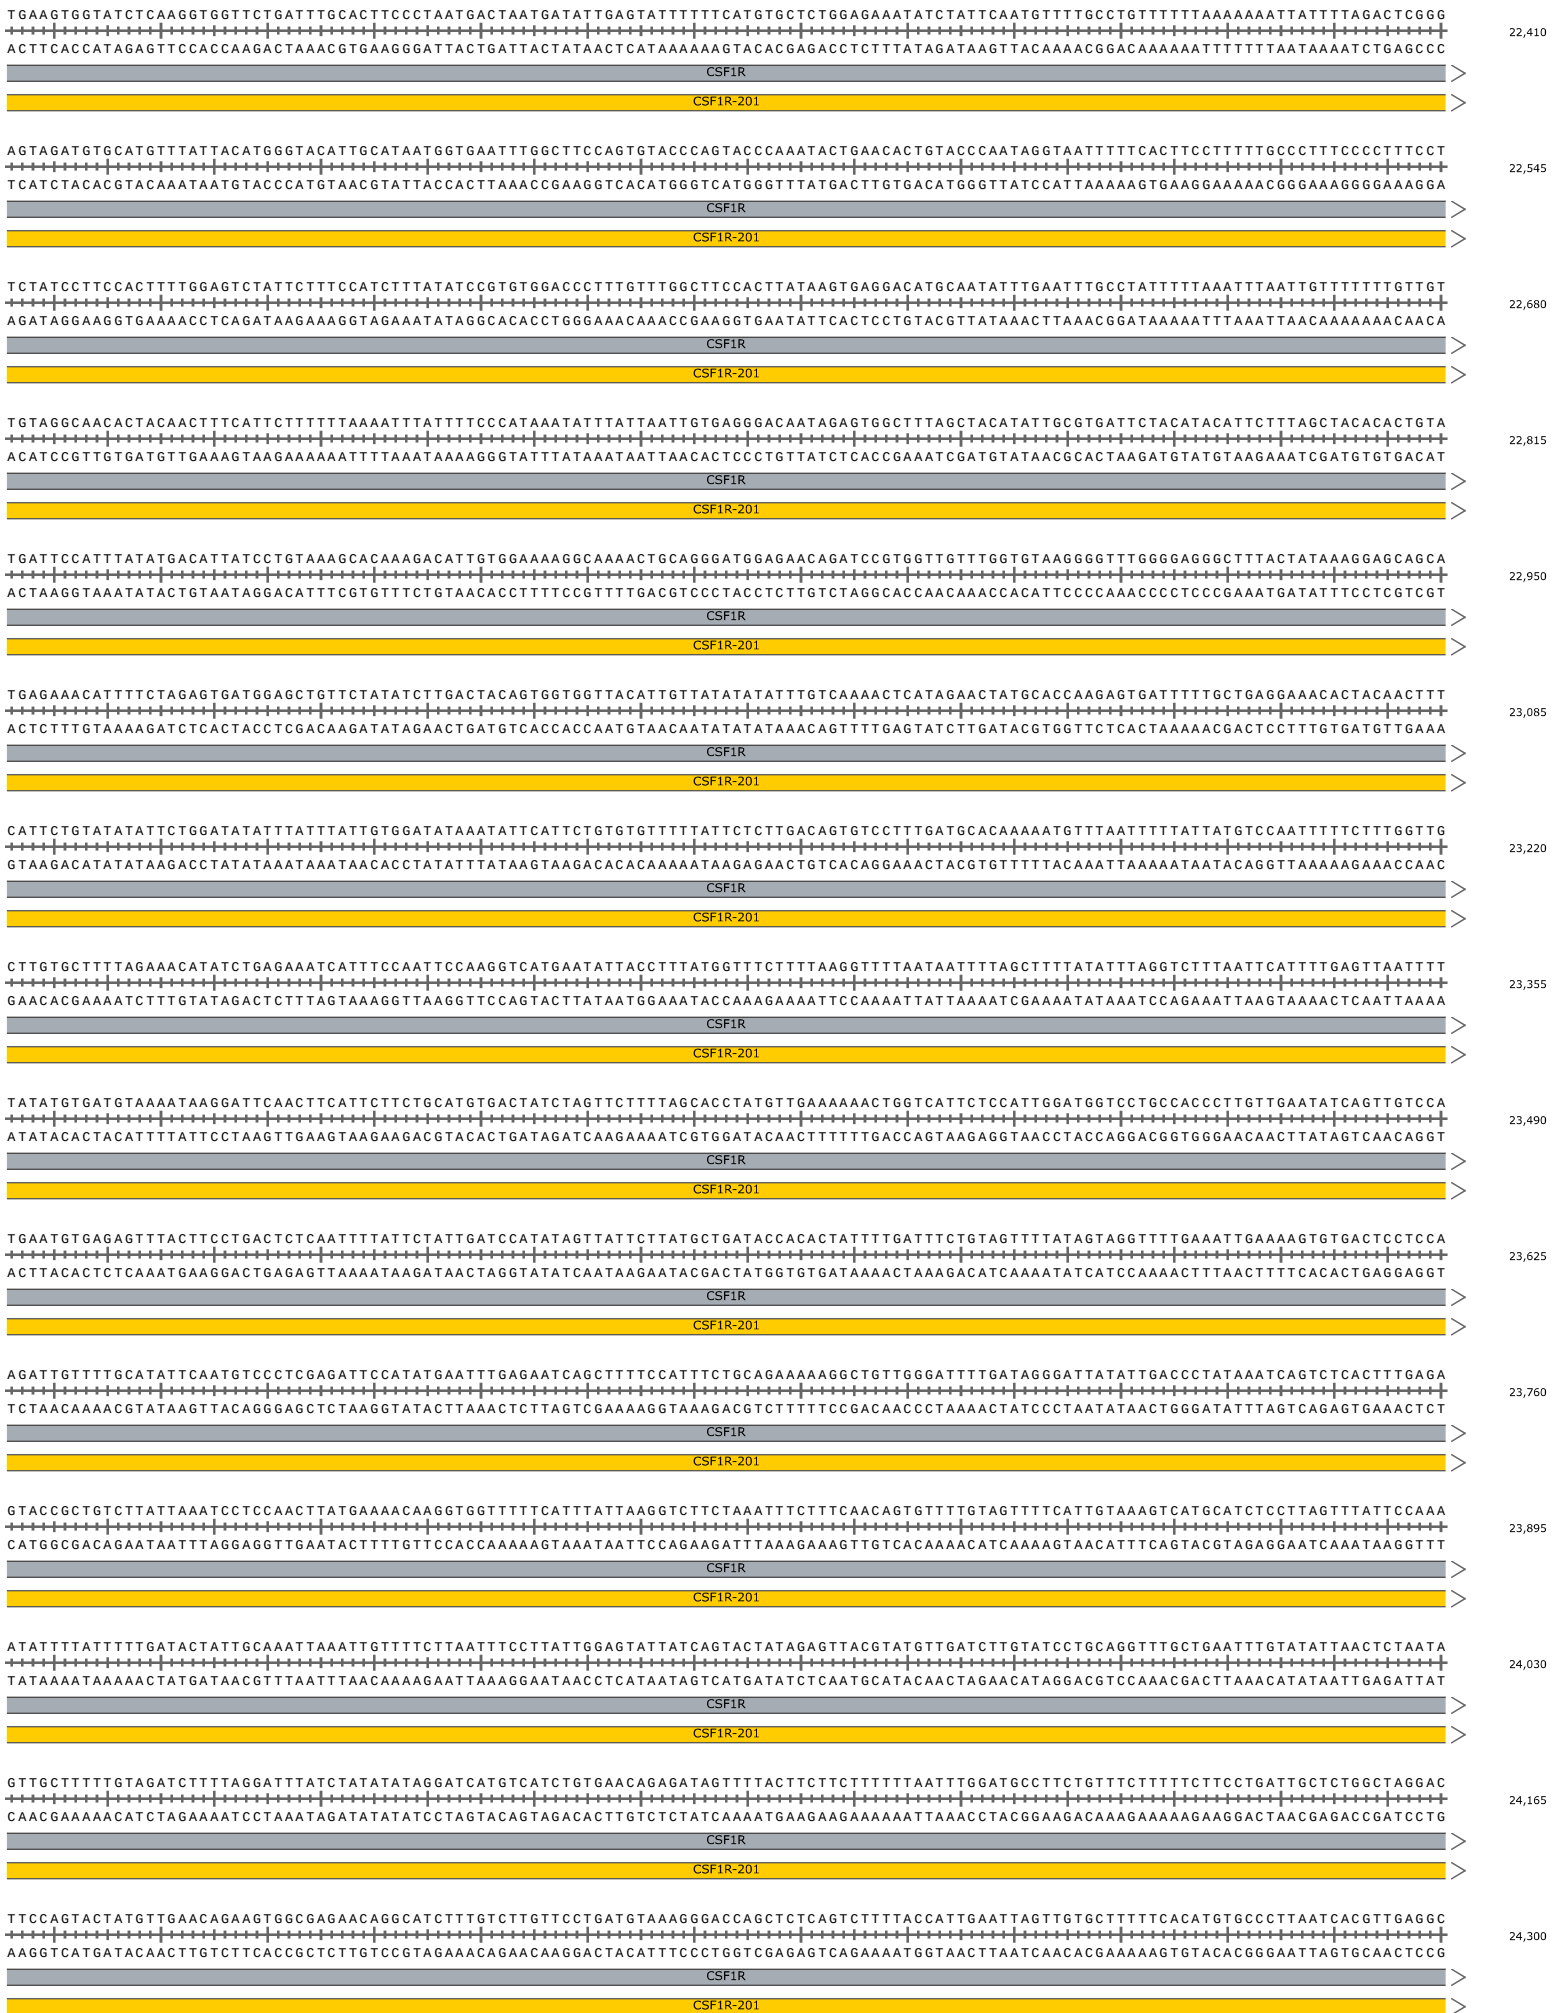 TGAAGTGGTATCTCAAGGTGGTTCTGATTTGCACTTCCCTAATGACTAATGATATTGAGTATTTTTTCATGTGCTCTGGAGAAATATCTATTCAATGTTTTGCCTGTTTTTTAAAAAAATTATTTTAGACTCGGG
22,410
ACTTCACCATAGAGTTCCACCAAGACTAAACGTGAAGGGATTACTGATTACTATAACTCATAAAAAAGTACACGAGACCTCTTTATAGATAAGTTACAAAACGGACAAAAAATTTTTTTAATAAAATCTGAGCCC
CSF1R
CSF1R-201
AGTAGATGTGCATGTTTATTACATGGGTACATTGCATAATGGTGAATTTGGCTTCCAGTGTACCCAGTACCCAAATACTGAACACTGTACCCAATAGGTAATTTTTCACTTCCTTTTTGCCCTTTCCCCTTTCCT
22,545
TCATCTACACGTACAAATAATGTACCCATGTAACGTATTACCACTTAAACCGAAGGTCACATGGGTCATGGGTTTATGACTTGTGACATGGGTTATCCATTAAAAAGTGAAGGAAAAACGGGAAAGGGGAAAGGA
CSF1R
CSF1R-201
TCTATCCTTCCACTTTTGGAGTCTATTCTTTCCATCTTTATATCCGTGTGGACCCTTTGTTTGGCTTCCACTTATAAGTGAGGACATGCAATATTTGAATTTGCCTATTTTTAAATTTAATTGTTTTTTTGTTGT
22,680
AGATAGGAAGGTGAAAACCTCAGATAAGAAAGGTAGAAATATAGGCACACCTGGGAAACAAACCGAAGGTGAATATTCACTCCTGTACGTTATAAACTTAAACGGATAAAAATTTAAATTAACAAAAAAACAACA
CSF1R
CSF1R-201
TGTAGGCAACACTACAACTTTCATTCTTTTTTAAAATTTATTTTCCCATAAATATTTATTAATTGTGAGGGACAATAGAGTGGCTTTAGCTACATATTGCGTGATTCTACATACATTCTTTAGCTACACACTGTA
22,815
ACATCCGTTGTGATGTTGAAAGTAAGAAAAAATTTTAAATAAAAGGGTATTTATAAATAATTAACACTCCCTGTTATCTCACCGAAATCGATGTATAACGCACTAAGATGTATGTAAGAAATCGATGTGTGACAT
CSF1R
CSF1R-201
TGATTCCATTTATATGACATTATCCTGTAAAGCACAAAGACATTGTGGAAAAGGCAAAACTGCAGGGATGGAGAACAGATCCGTGGTTGTTTGGTGTAAGGGGTTTGGGGAGGGCTTTACTATAAAGGAGCAGCA
22,950
ACTAAGGTAAATATACTGTAATAGGACATTTCGTGTTTCTGTAACACCTTTTCCGTTTTGACGTCCCTACCTCTTGTCTAGGCACCAACAAACCACATTCCCCAAACCCCTCCCGAAATGATATTTCCTCGTCGT
CSF1R
CSF1R-201
TGAGAAACATTTTCTAGAGTGATGGAGCTGTTCTATATCTTGACTACAGTGGTGGTTACATTGTTATATATATTTGTCAAAACTCATAGAACTATGCACCAAGAGTGATTTTTGCTGAGGAAACACTACAACTTT
23,085
ACTCTTTGTAAAAGATCTCACTACCTCGACAAGATATAGAACTGATGTCACCACCAATGTAACAATATATATAAACAGTTTTGAGTATCTTGATACGTGGTTCTCACTAAAAACGACTCCTTTGTGATGTTGAAA
CSF1R
CSF1R-201
CATTCTGTATATATTCTGGATATATTTATTTATTGTGGATATAAATATTCATTCTGTGTGTTTTTATTCTCTTGACAGTGTCCTTTGATGCACAAAAATGTTTAATTTTTATTATGTCCAATTTTTCTTTGGTTG
23,220
GTAAGACATATATAAGACCTATATAAATAAATAACACCTATATTTATAAGTAAGACACACAAAAATAAGAGAACTGTCACAGGAAACTACGTGTTTTTACAAATTAAAAATAATACAGGTTAAAAAGAAACCAAC
CSF1R
CSF1R-201
CTTGTGCTTTTAGAAACATATCTGAGAAATCATTTCCAATTCCAAGGTCATGAATATTACCTTTATGGTTTCTTTTAAGGTTTTAATAATTTTAGCTTTTATATTTAGGTCTTTAATTCATTTTGAGTTAATTTT
23,355
GAACACGAAAATCTTTGTATAGACTCTTTAGTAAAGGTTAAGGTTCCAGTACTTATAATGGAAATACCAAAGAAAATTCCAAAATTATTAAAATCGAAAATATAAATCCAGAAATTAAGTAAAACTCAATTAAAA
CSF1R
CSF1R-201
TATATGTGATGTAAAATAAGGATTCAACTTCATTCTTCTGCATGTGACTATCTAGTTCTTTTAGCACCTATGTTGAAAAAACTGGTCATTCTCCATTGGATGGTCCTGCCACCCTTGTTGAATATCAGTTGTCCA
23,490
ATATACACTACATTTTATTCCTAAGTTGAAGTAAGAAGACGTACACTGATAGATCAAGAAAATCGTGGATACAACTTTTTTGACCAGTAAGAGGTAACCTACCAGGACGGTGGGAACAACTTATAGTCAACAGGT
CSF1R
CSF1R-201
TGAATGTGAGAGTTTACTTCCTGACTCTCAATTTTATTCTATTGATCCATATAGTTATTCTTATGCTGATACCACACTATTTTGATTTCTGTAGTTTTATAGTAGGTTTTGAAATTGAAAAGTGTGACTCCTCCA
23,625
ACTTACACTCTCAAATGAAGGACTGAGAGTTAAAATAAGATAACTAGGTATATCAATAAGAATACGACTATGGTGTGATAAAACTAAAGACATCAAAATATCATCCAAAACTTTAACTTTTCACACTGAGGAGGT
CSF1R
CSF1R-201
AGATTGTTTTGCATATTCAATGTCCCTCGAGATTCCATATGAATTTGAGAATCAGCTTTTCCATTTCTGCAGAAAAAGGCTGTTGGGATTTTGATAGGGATTATATTGACCCTATAAATCAGTCTCACTTTGAGA
23,760
TCTAACAAAACGTATAAGTTACAGGGAGCTCTAAGGTATACTTAAACTCTTAGTCGAAAAGGTAAAGACGTCTTTTTCCGACAACCCTAAAACTATCCCTAATATAACTGGGATATTTAGTCAGAGTGAAACTCT
CSF1R
CSF1R-201
GTACCGCTGTCTTATTAAATCCTCCAACTTATGAAAACAAGGTGGTTTTTCATTTATTAAGGTCTTCTAAATTTCTTTCAACAGTGTTTTGTAGTTTTCATTGTAAAGTCATGCATCTCCTTAGTTTATTCCAAA
23,895
CATGGCGACAGAATAATTTAGGAGGTTGAATACTTTTGTTCCACCAAAAAGTAAATAATTCCAGAAGATTTAAAGAAAGTTGTCACAAAACATCAAAAGTAACATTTCAGTACGTAGAGGAATCAAATAAGGTTT
CSF1R
CSF1R-201
ATATTTTATTTTTGATACTATTGCAAATTAAATTGTTTTCTTAATTTCCTTATTGGAGTATTATCAGTACTATAGAGTTACGTATGTTGATCTTGTATCCTGCAGGTTTGCTGAATTTGTATATTAACTCTAATA
24,030
TATAAAATAAAAACTATGATAACGTTTAATTTAACAAAAGAATTAAAGGAATAACCTCATAATAGTCATGATATCTCAATGCATACAACTAGAACATAGGACGTCCAAACGACTTAAACATATAATTGAGATTAT
CSF1R
CSF1R-201
GTTGCTTTTTGTAGATCTTTTAGGATTTATCTATATATAGGATCATGTCATCTGTGAACAGAGATAGTTTTACTTCTTCTTTTTTAATTTGGATGCCTTCTGTTTCTTTTTCTTCCTGATTGCTCTGGCTAGGAC
24,165
CAACGAAAAACATCTAGAAAATCCTAAATAGATATATATCCTAGTACAGTAGACACTTGTCTCTATCAAAATGAAGAAGAAAAAATTAAACCTACGGAAGACAAAGAAAAAGAAGGACTAACGAGACCGATCCTG
CSF1R
CSF1R-201
TTCCAGTACTATGTTGAACAGAAGTGGCGAGAACAGGCATCTTTGTCTTGTTCCTGATGTAAAGGGACCAGCTCTCAGTCTTTTACCATTGAATTAGTTGTGCTTTTTCACATGTGCCCTTAATCACGTTGAGGC
24,300
AAGGTCATGATACAACTTGTCTTCACCGCTCTTGTCCGTAGAAACAGAACAAGGACTACATTTCCCTGGTCGAGAGTCAGAAAATGGTAACTTAATCAACACGAAAAAGTGTACACGGGAATTAGTGCAACTCCG
CSF1R
CSF1R-201